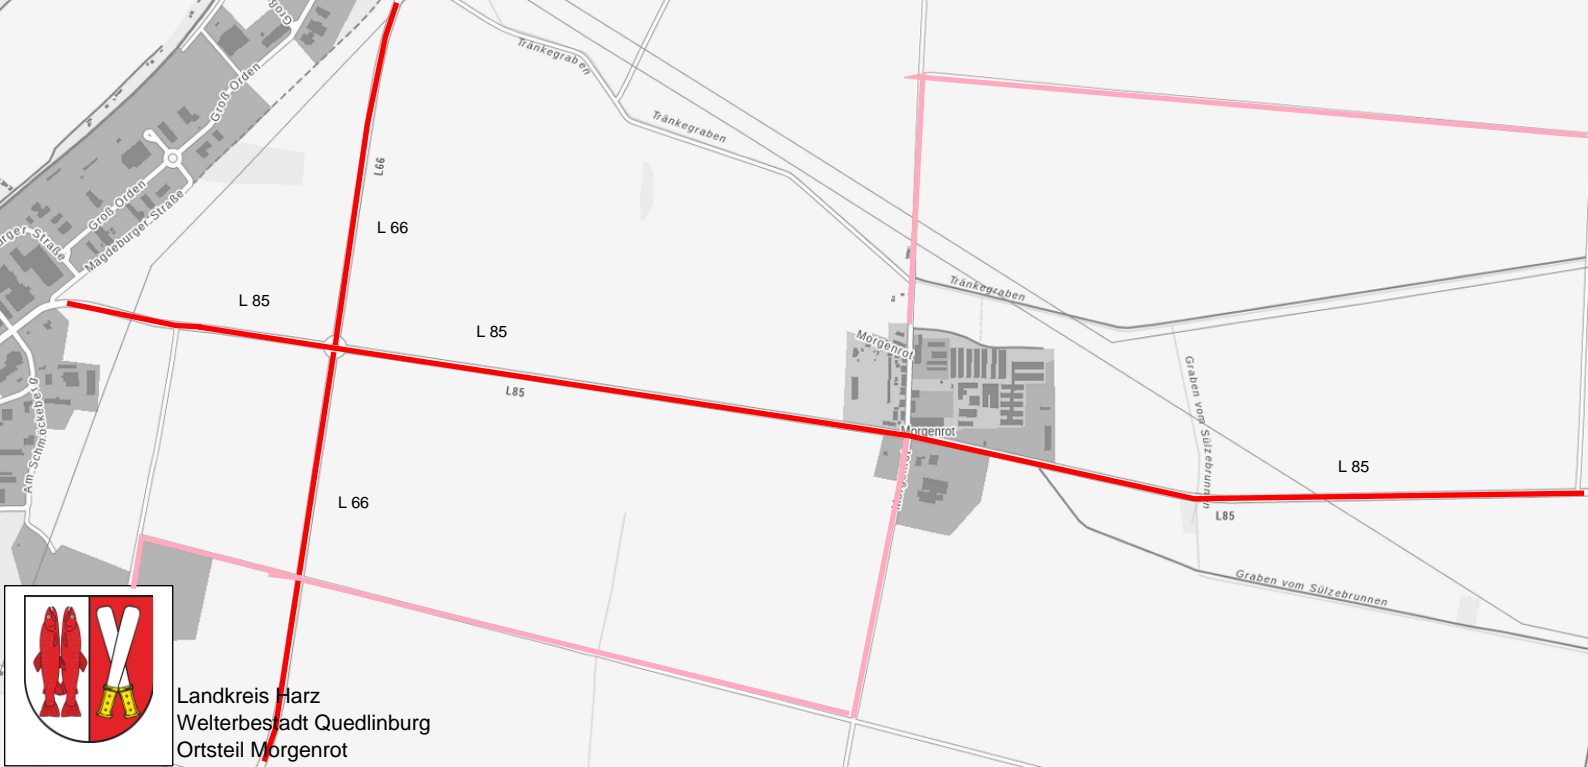 Groß Orden
Tränkegraben
Tränkegraben
L66
L 66
Groß Orden
Magdeburger-Straße
Straße
L 85
L 85
L85
Tränkegraben
Morgenrot
Morgenrot
Graben vom Sülzebrunnen
Am-Schmöckeberg
L 85
L 66
L85
Graben vom Sülzebrunnen
Landkreis Harz
Welterbestadt Quedlinburg
Ortsteil Morgenrot